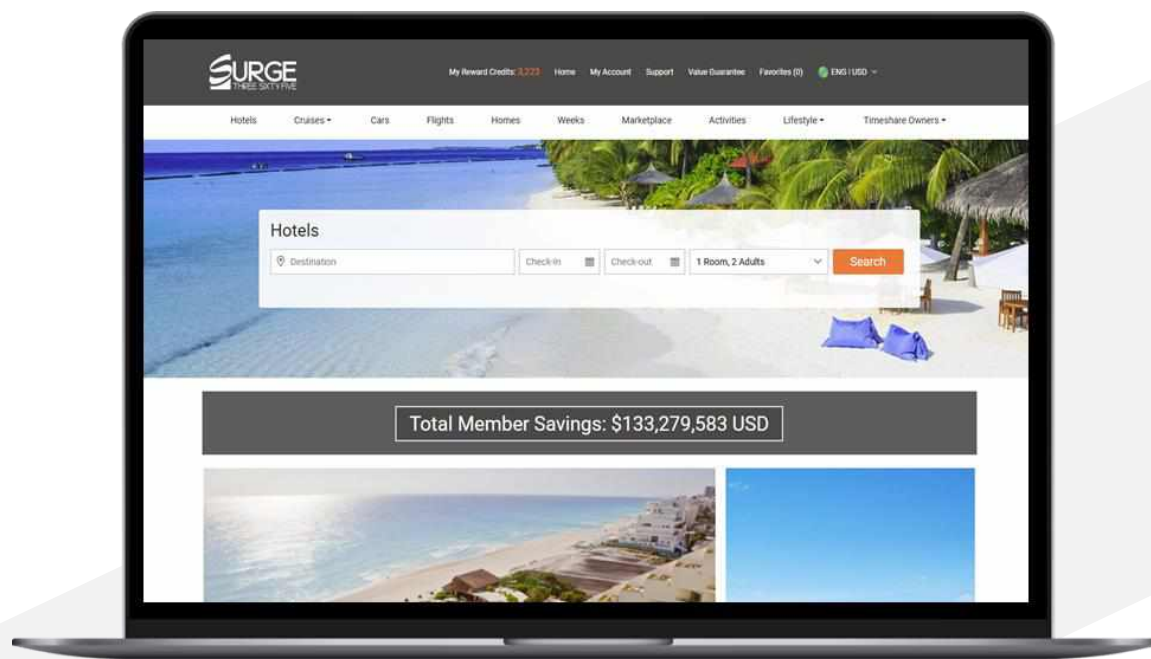 SURGE
THREE SIXTY FIVE
My Reward Credits: 3,223 Home My Account Support Value Guarantee Favorites (0) ENG | USD
Hotels Cruises Cars Flights Homes Weeks Marketplace Activities Lifestyle Timeshare Owners
Hotels
Destination Check-in Check-out 1 Room, 2 Adults Search
Total Member Savings: $133,279,583 USD